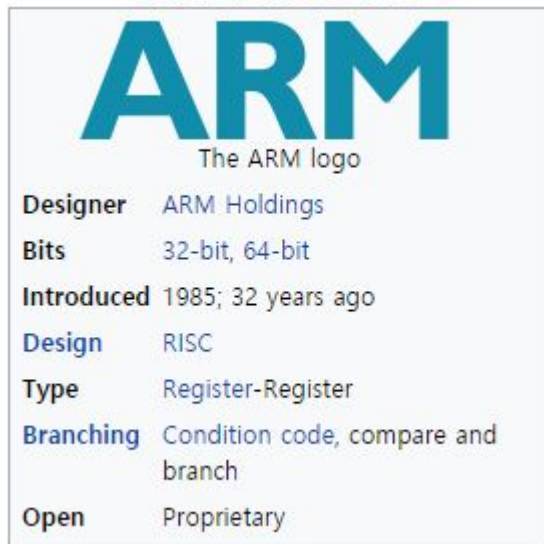 ARM
The ARM logo
Designer ARM Holdings
Bits 32-bit, 64-bit
Introduced 1985; 32 years ago
Design RISC
Type Register-Register
Branching Condition code, compare and
branch
Open Proprietary